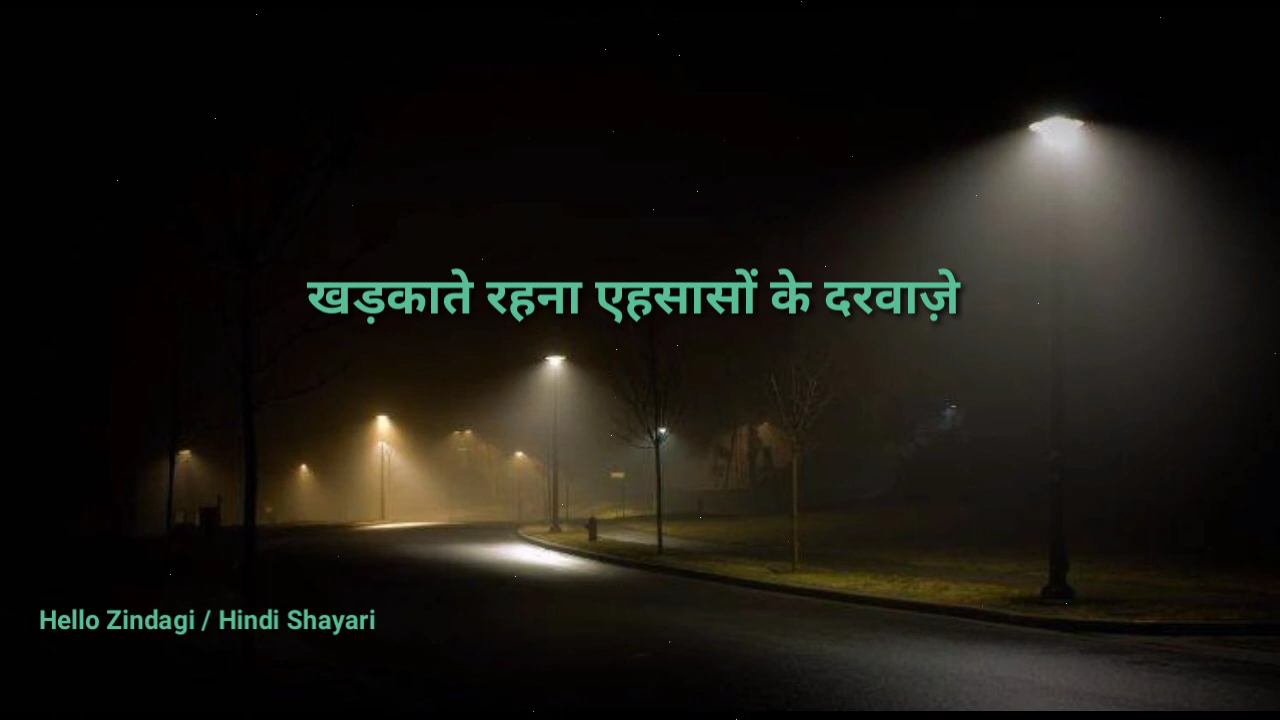 खड़काते रहना एहसासों के दरवाज़े
Hello Zindagi / Hindi Shayari